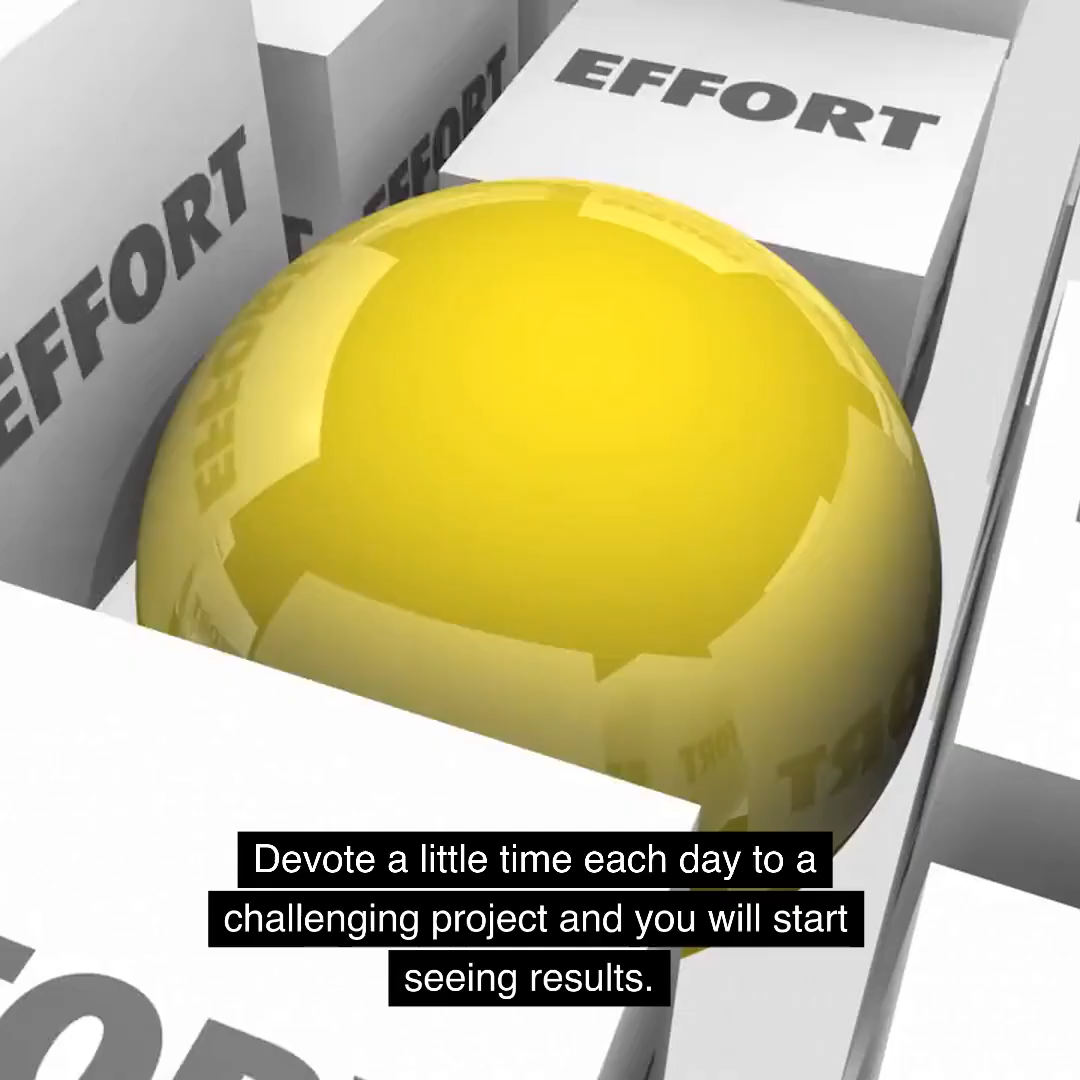 EFFORT
EFFORT
EFFORT
Devote a little time each day to a
challenging project and you will start
seeing results.